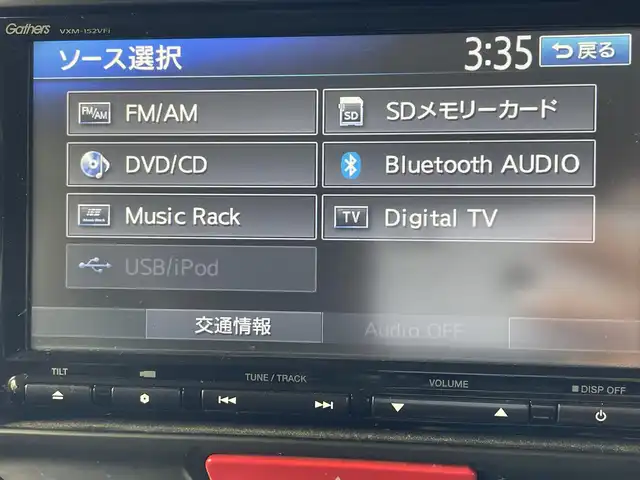 Gathers VXM-152VFi
ソース選択 3:35 戻る
FM/AM FM/AM SD SDメモリーカード
DVD/CD Bluetooth AUDIO
Music Rack TV Digital TV
USB/iPod
交通情報 Audio OFF
TILT TUNE / TRACK VOLUME DISP OFF